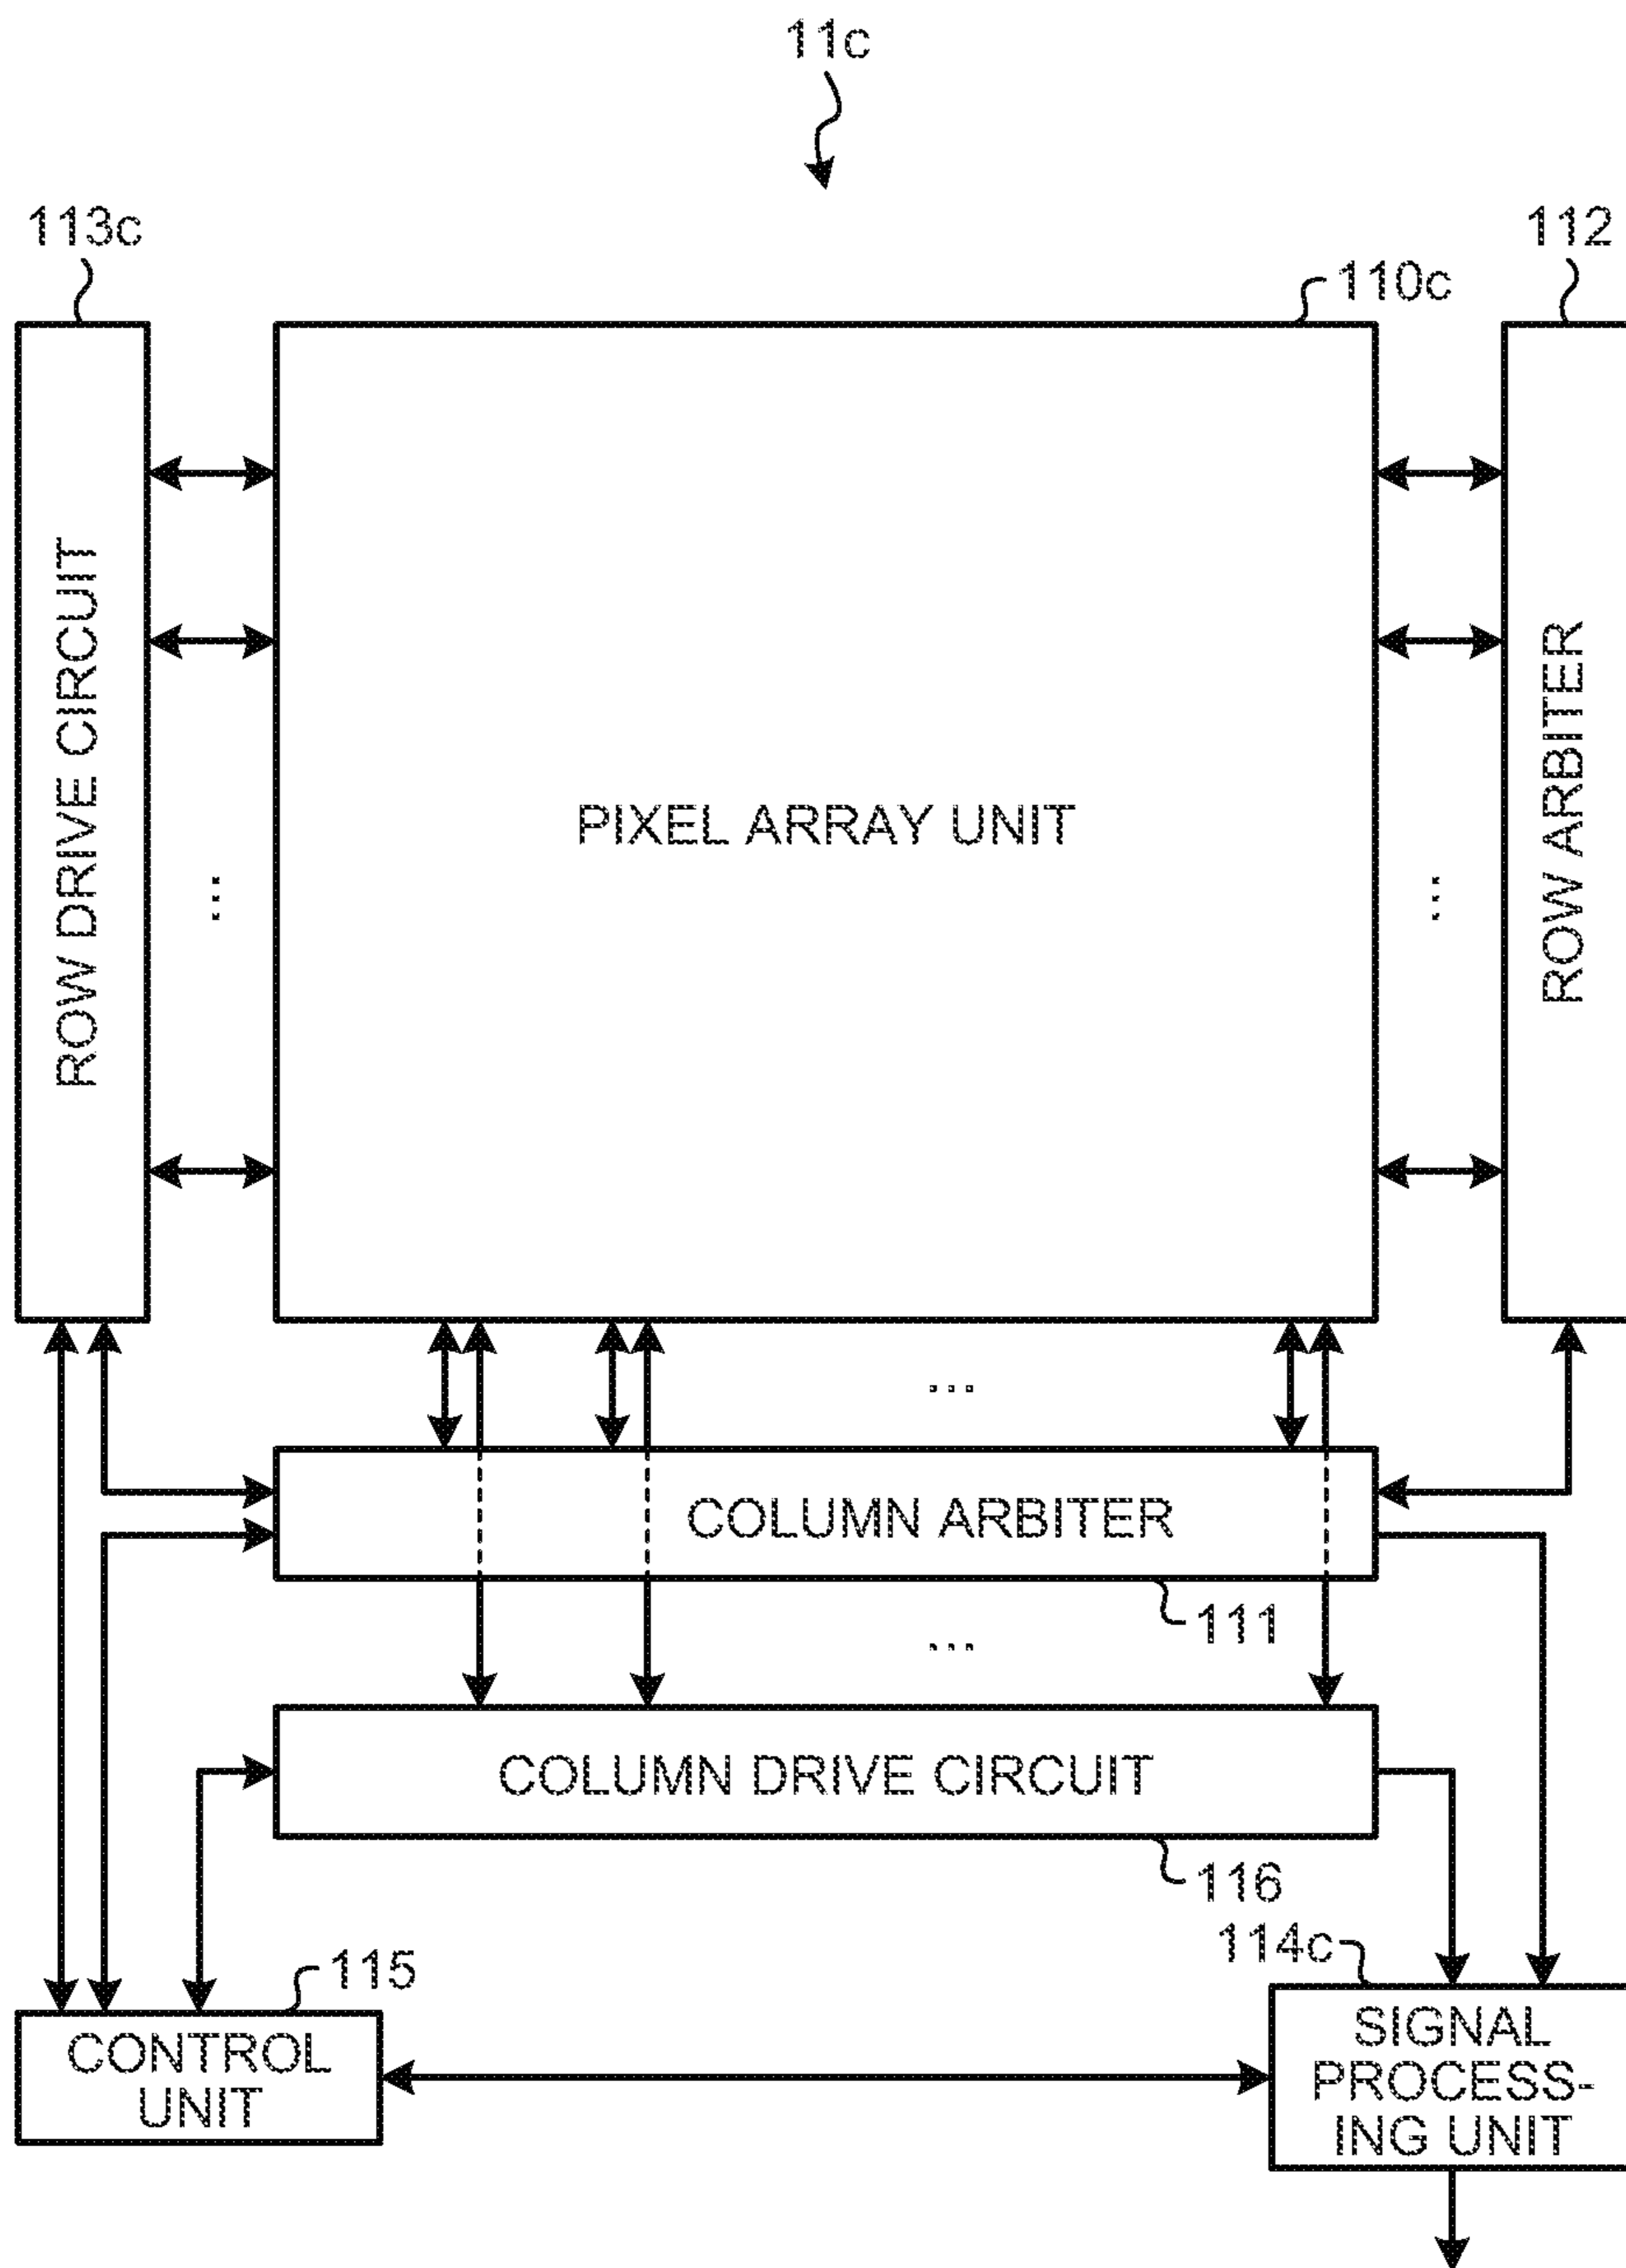 11c
113c
110c
112
ROW DRIVE CIRCUIT
PIXEL ARRAY UNIT
ROW ARBITER
...
...
...
COLUMN ARBITER
111
...
COLUMN DRIVE CIRCUIT
116
115
114c
CONTROL
UNIT
SIGNAL
PROCESS-
ING UNIT